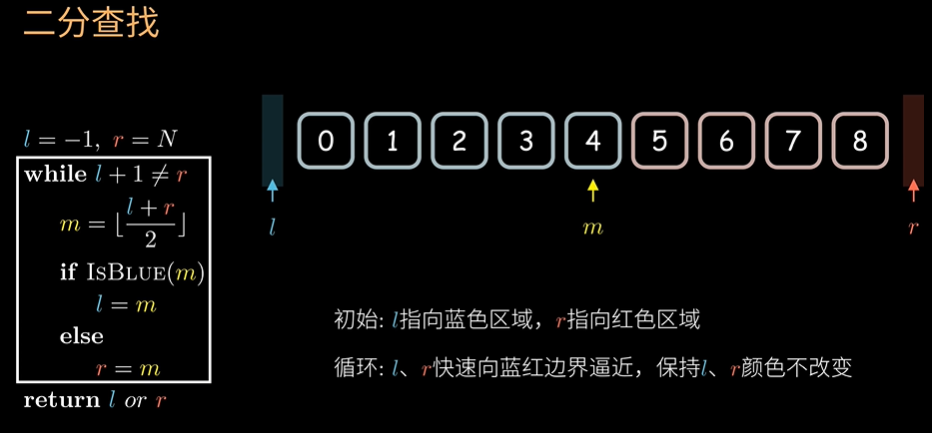 二分查找
l = −1, r = N
while l + 1 ≠ r
m = ⌊(l + r)/2⌋
if IsBlue(m)
l = m
else
r = m
return l or r
0 1 2 3 4 5 6 7 8
l m r
初始: l指向蓝色区域，r指向红色区域
循环: l、r快速向蓝红边界逼近，保持l、r颜色不改变